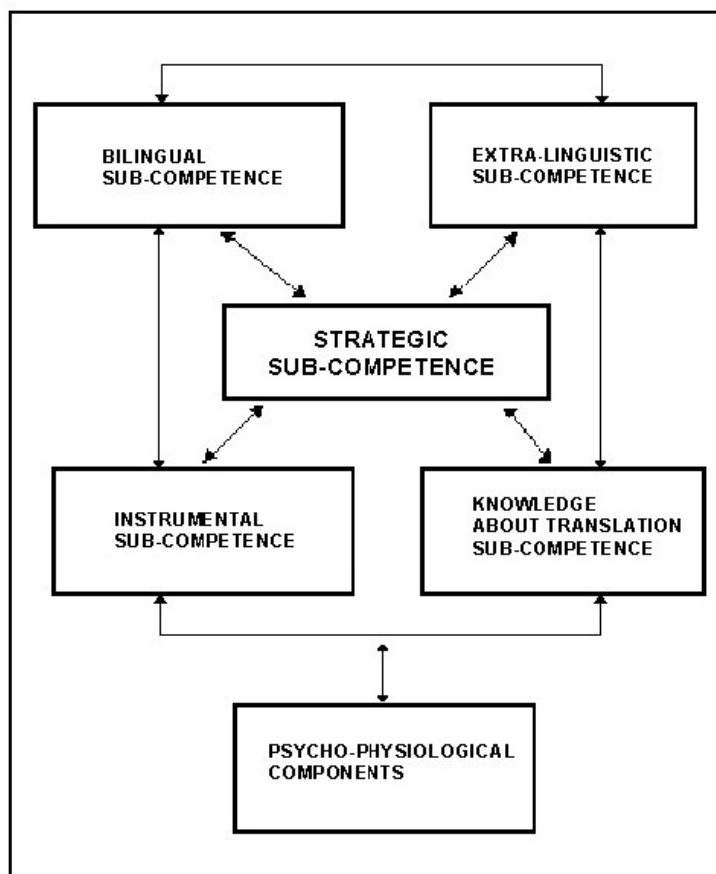 BILINGUAL
SUB-COMPETENCE
EXTRA-LINGUISTIC
SUB-COMPETENCE
STRATEGIC
SUB-COMPETENCE
INSTRUMENTAL
SUB-COMPETENCE
KNOWLEDGE
ABOUT TRANSLATION
SUB-COMPETENCE
PSYCHO-PHYSIOLOGICAL
COMPONENTS